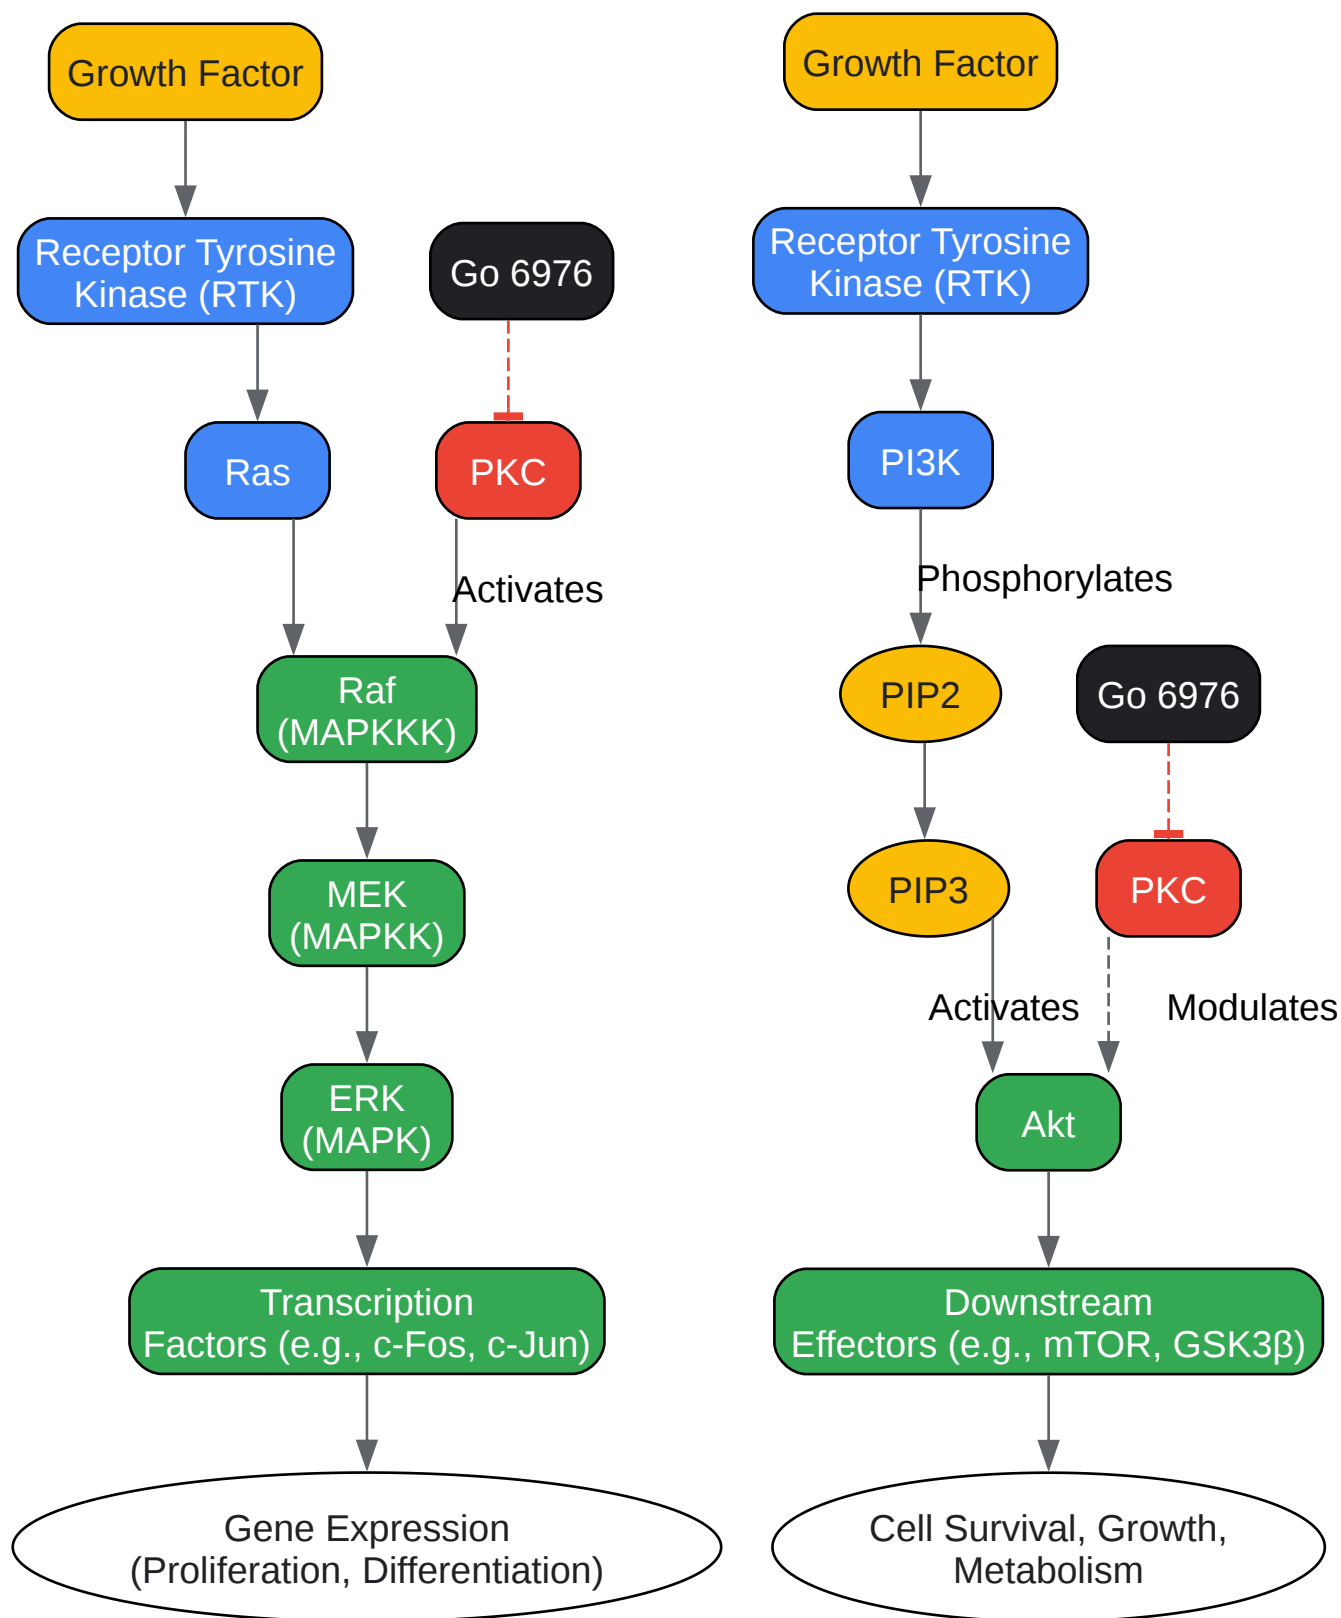 Growth Factor
Receptor Tyrosine
Kinase (RTK)
Go 6976
Ras
PKC
Activates
Raf
(MAPKKK)
MEK
(MAPKK)
ERK
(MAPK)
Transcription
Factors (e.g., c-Fos, c-Jun)
Gene Expression
(Proliferation, Differentiation)
Growth Factor
Receptor Tyrosine
Kinase (RTK)
PI3K
Phosphorylates
PIP2
Go 6976
PIP3
PKC
Activates
Modulates
Akt
Downstream
Effectors (e.g., mTOR, GSK3β)
Cell Survival, Growth,
Metabolism